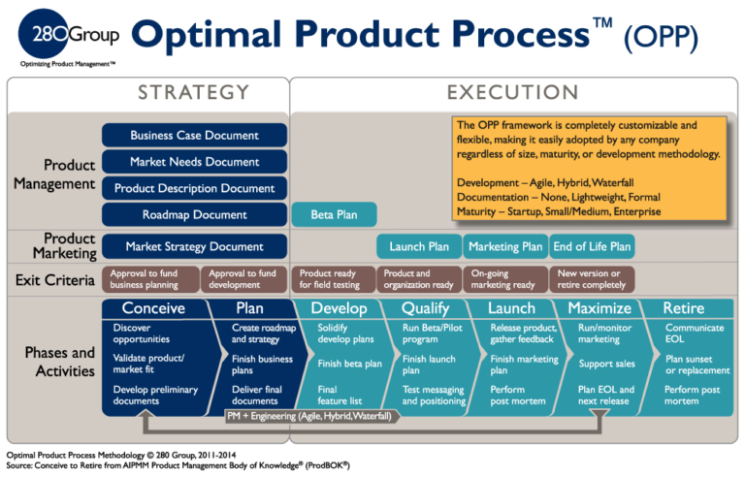 280Group
Optimizing Product Management™
Optimal Product Process™ (OPP)
STRATEGY
EXECUTION
Product
Management
Business Case Document
Market Needs Document
Product Description Document
Roadmap Document
Beta Plan
The OPP framework is completely customizable and
flexible, making it easily adopted by any company
regardless of size, maturity, or development methodology.
Development – Agile, Hybrid, Waterfall
Documentation – None, Lightweight, Formal
Maturity – Startup, Small/Medium, Enterprise
Product
Marketing
Market Strategy Document
Launch Plan
Marketing Plan
End of Life Plan
Exit Criteria
Approval to fund
business planning
Approval to fund
development
Product ready
for field testing
Product and
organization ready
On-going
marketing ready
New version or
retire completely
Phases and
Activities
Conceive
Discover
opportunities
Validate product/
market fit
Develop preliminary
documents
Plan
Create roadmap
and strategy
Finish business
plans
Deliver final
documents
Develop
Solidify
develop plans
Finish beta plan
Final
feature list
Qualify
Run Beta/Pilot
program
Finish launch
plan
Test messaging
and positioning
Launch
Release product,
gather feedback
Finish marketing
plan
Perform
post mortem
Maximize
Run/monitor
marketing
Support sales
Plan EOL and
next release
Retire
Communicate
EOL
Plan sunset
or replacement
Perform post
mortem
PM + Engineering (Agile, Hybrid, Waterfall)
Optimal Product Process Methodology © 280 Group, 2011-2014
Source: Conceive to Retire from AIPMM Product Management Body of Knowledge® (ProdBOK®)